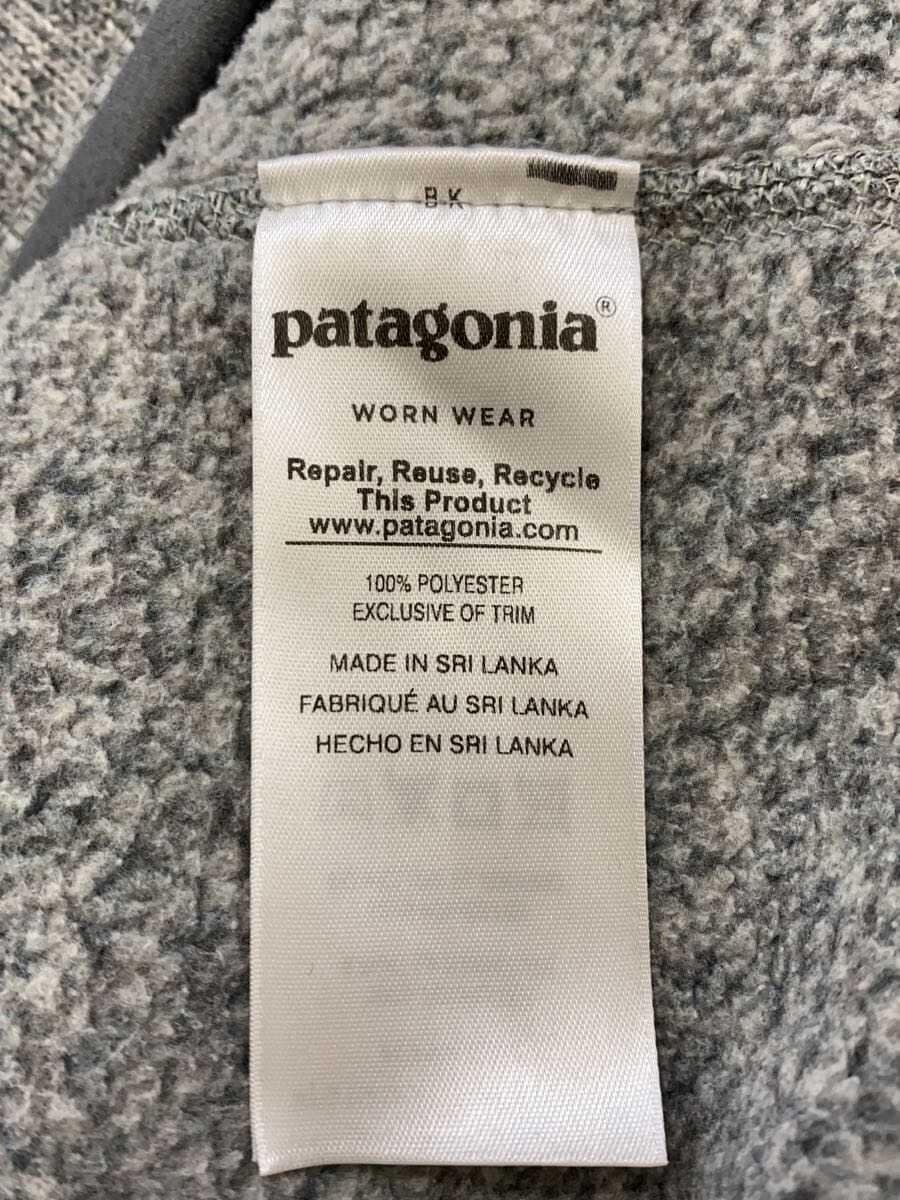 BK
patagonia®
WORN WEAR
Repair, Reuse, Recycle
This Product
www.patagonia.com
100% POLYESTER
EXCLUSIVE OF TRIM
MADE IN SRI LANKA
FABRIQUÉ AU SRI LANKA
HECHO EN SRI LANKA